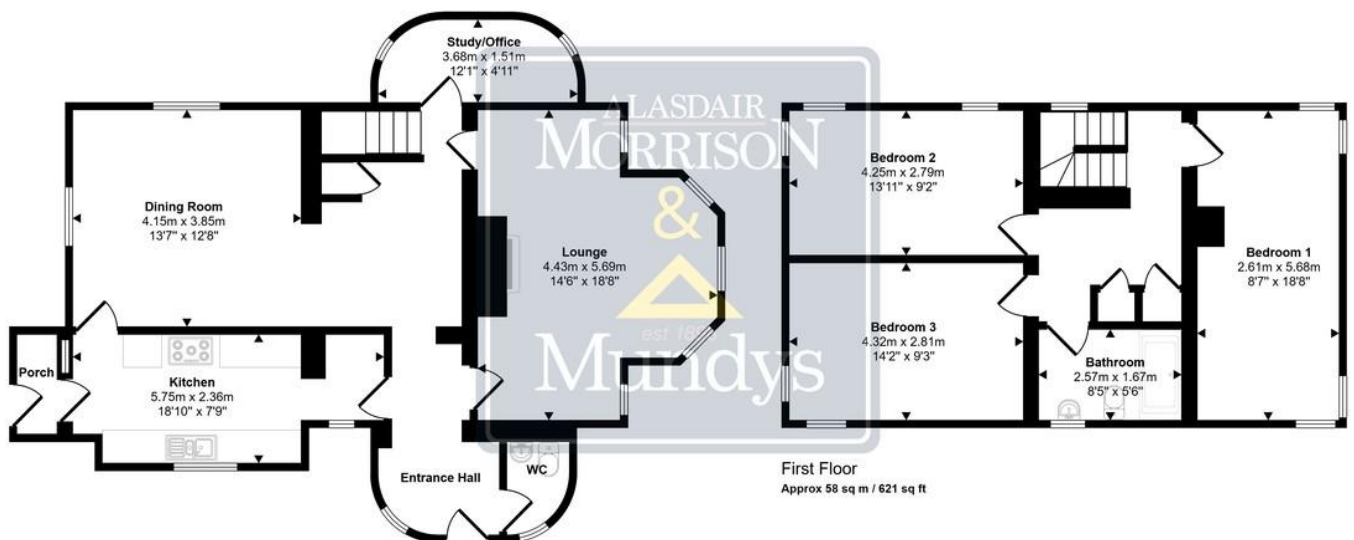 Study/Office
3.68m x 1.51m
12'1" x 4'11"
ALASDAIR
MORRISON
&
est 18
Mundys
Dining Room
4.15m x 3.85m
13'7" x 12'8"
Lounge
4.43m x 5.69m
14'6" x 18'8"
Porch
Kitchen
5.75m x 2.36m
18'10" x 7'9"
Entrance Hall
WC
Bedroom 2
4.25m x 2.79m
13'11" x 9'2"
Bedroom 1
2.61m x 5.68m
8'7" x 18'8"
Bedroom 3
4.32m x 2.81m
14'2" x 9'3"
Bathroom
2.57m x 1.67m
8'5" x 5'6"
First Floor
Approx 58 sq m / 621 sq ft